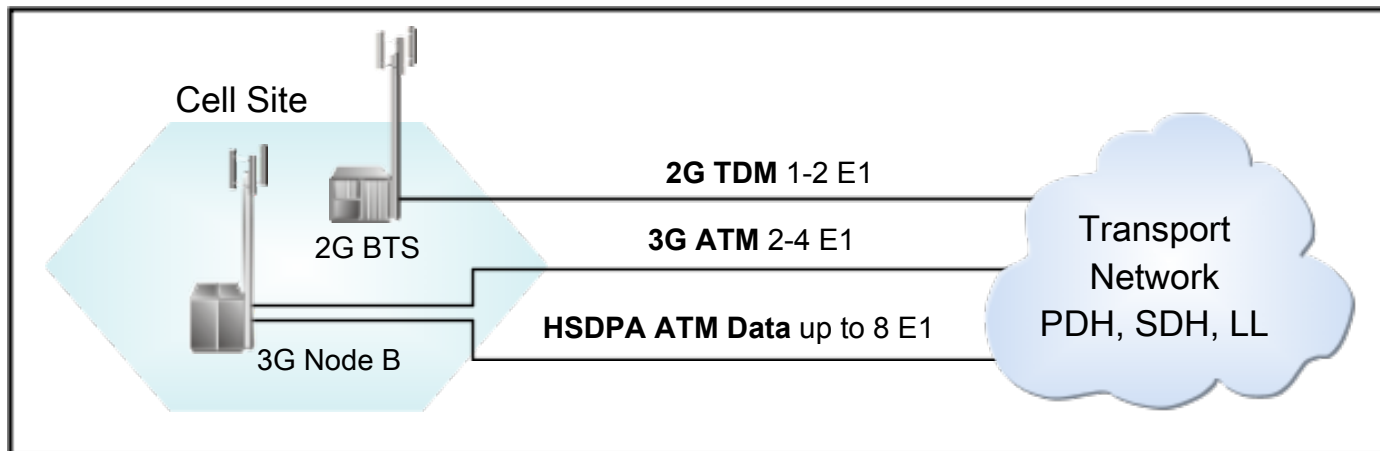 Cell Site
2G TDM 1-2 E1
2G BTS
3G ATM 2-4 E1
HSDPA ATM Data up to 8 E1
3G Node B
Transport
Network
PDH, SDH, LL